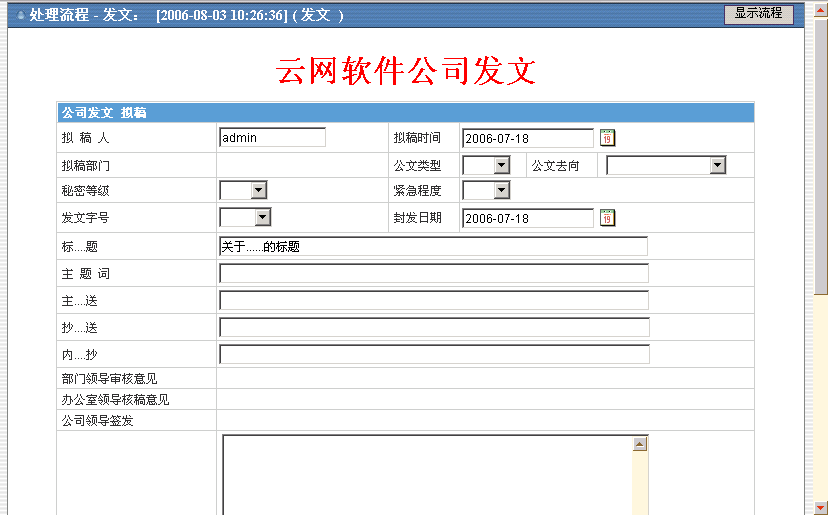 处理流程 - 发文： [2006-08-03 10:26:36] ( 发文 ) 显示流程
云网软件公司发文
公司发文 拟稿
拟 稿 人 admin 拟稿时间 2006-07-18 19
拟稿部门 公文类型 公文去向
秘密等级 紧急程度
发文字号 封发日期 2006-07-18 19
标....题 关于......的标题
主 题 词
主....送
抄....送
内....抄
部门领导审核意见
办公室领导核稿意见
公司领导签发